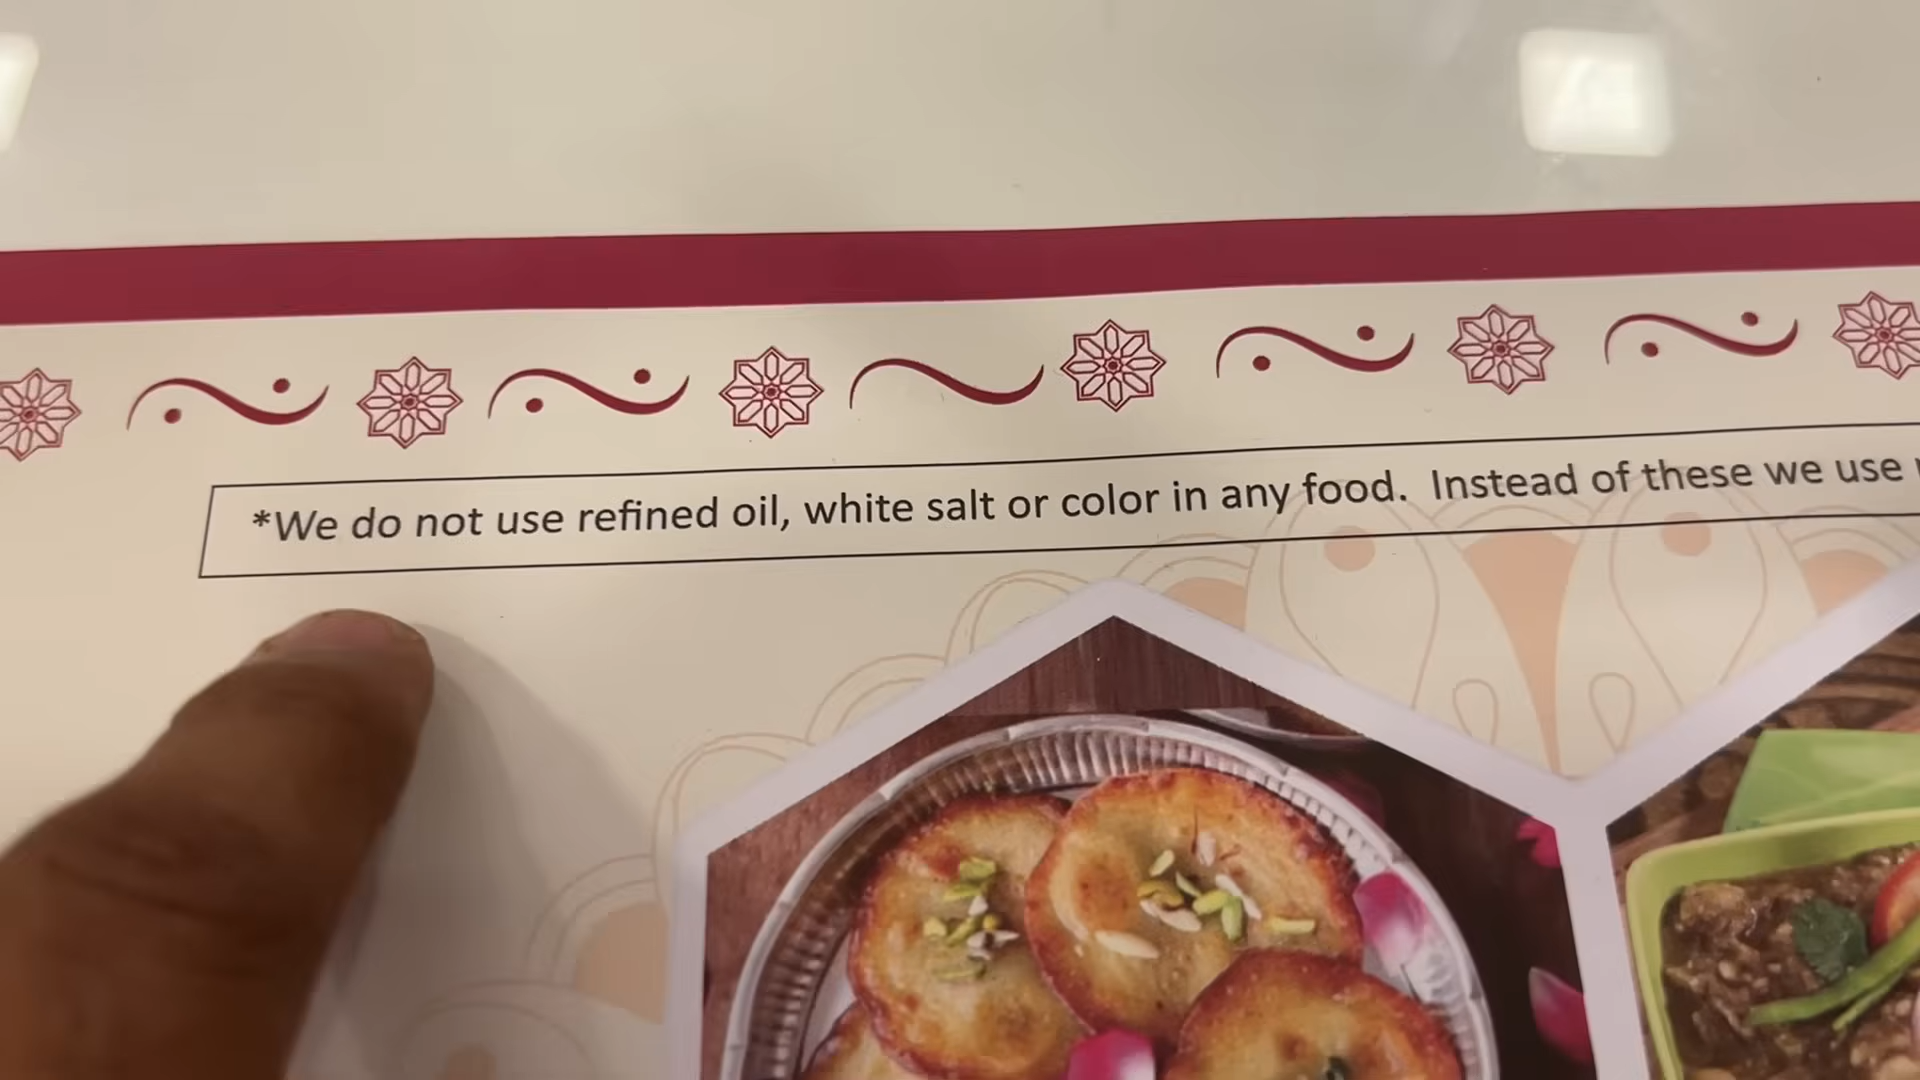 *We do not use refined oil, white salt or color in any food. Instead of these we use